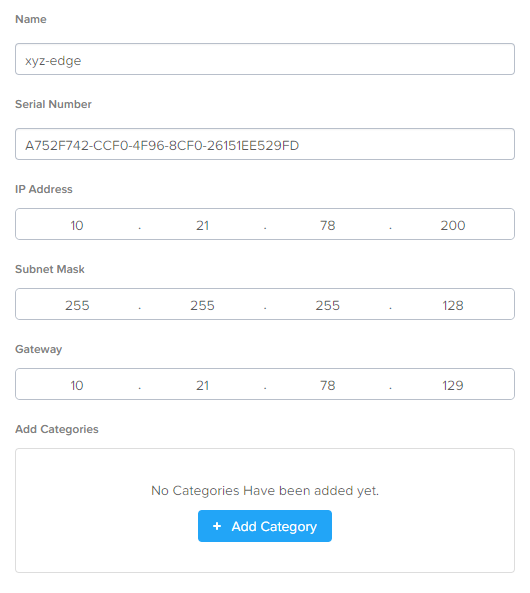 Name
xyz-edge
Serial Number
A752F742-CCF0-4F96-8CF0-26151EE529FD
IP Address
10 . 21 . 78 . 200
Subnet Mask
255 . 255 . 255 . 128
Gateway
10 . 21 . 78 . 129
Add Categories
No Categories Have been added yet.
+ Add Category